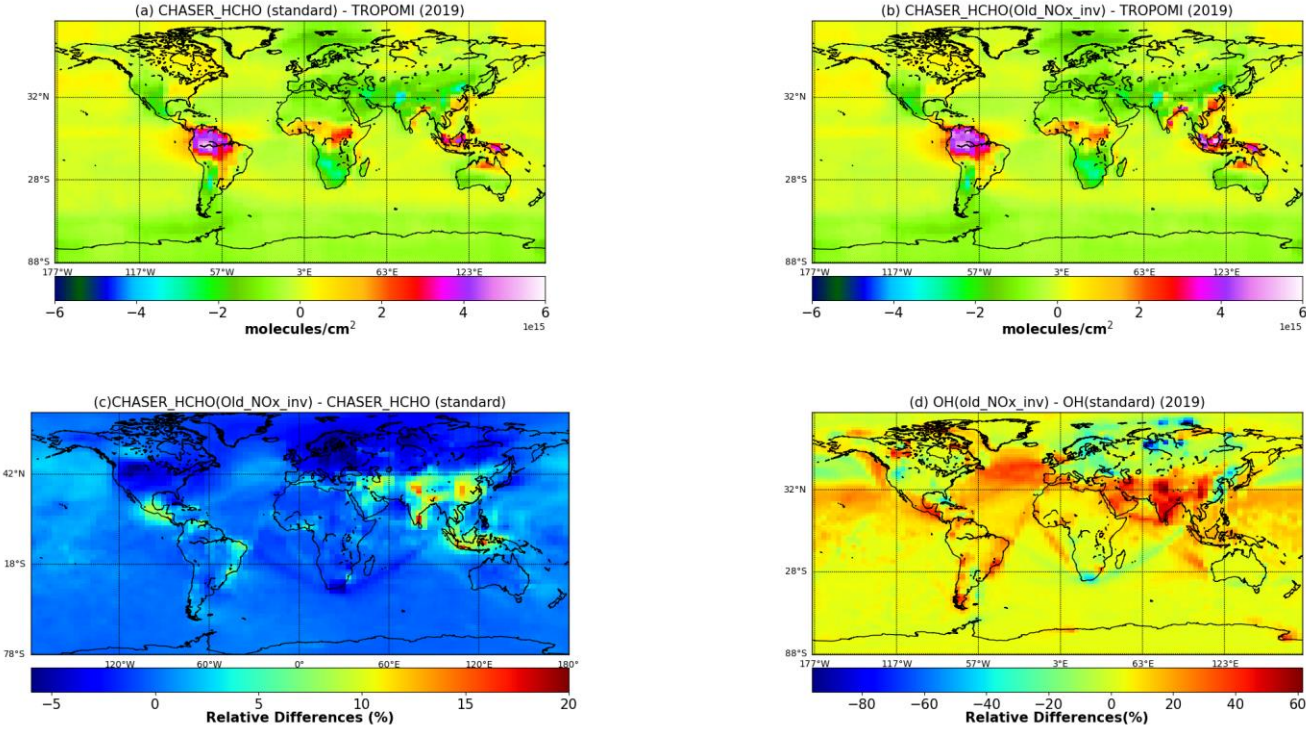 (a) CHASER_HCHO (standard) - TROPOMI (2019)
32°N
28°S
88°S
177°W 117°W 57°W 3°E 63°E 123°E
−6 −4 −2 0 2 4 6
molecules/cm²
1e15
(b) CHASER_HCHO(Old_NOx_inv) - TROPOMI (2019)
32°N
28°S
88°S
177°W 117°W 57°W 3°E 63°E 123°E
−6 −4 −2 0 2 4 6
molecules/cm²
1e15
(c)CHASER_HCHO(Old_NOx_inv) - CHASER_HCHO (standard)
42°N
18°S
78°S
120°W 60°W 0° 60°E 120°E 180°
−5 0 5 10 15 20
Relative Differences (%)
(d) OH(old_NOx_inv) - OH(standard) (2019)
32°N
28°S
88°S
177°W 117°W 57°W 3°E 63°E 123°E
−80 −60 −40 −20 0 20 40 60
Relative Differences(%)